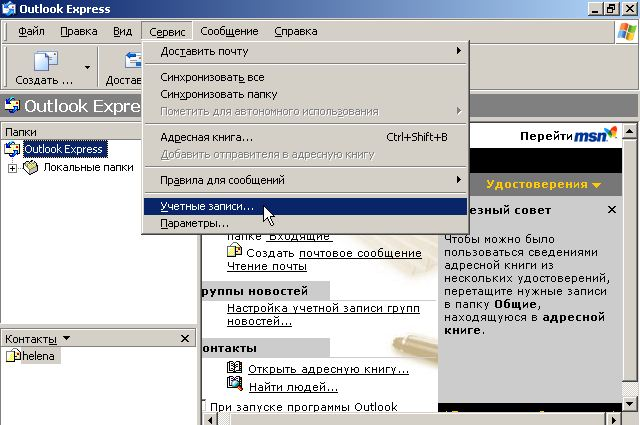 Outlook Express
Файл Правка Вид Сервис Сообщение Справка
Создать ... Достав
Доставить почту
Синхронизовать все
Синхронизовать папку
Пометить для автономного использования
Адресная книга... Ctrl+Shift+B
Добавить отправителя в адресную книгу
Правила для сообщений
Учетные записи...
Параметры...
Outlook Expre
Папки
Outlook Express
Локальные папки
Перейти msn
Удостоверения
папке "Входящие"
Создать почтовое сообщение
Чтение почты
руппы новостей
Настройка учетной записи групп
новостей...
онтакты
Открыть адресную книгу...
Найти людей...
При запуске программы Outlook
езный совет
Чтобы можно было
пользоваться сведениями
адресной книги из
нескольких удостоверений,
перетащите нужные записи
в папку Общие,
находящуюся в адресной
книге.
Контакты
helena